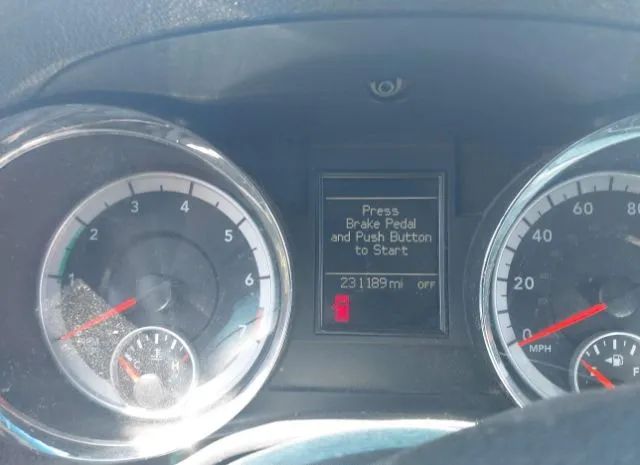 Press
Brake Pedal
and Push Button
to Start
231189 mi OFF
1 2 3 4 5 6 7
C H
0 20 40 60 80
MPH
F